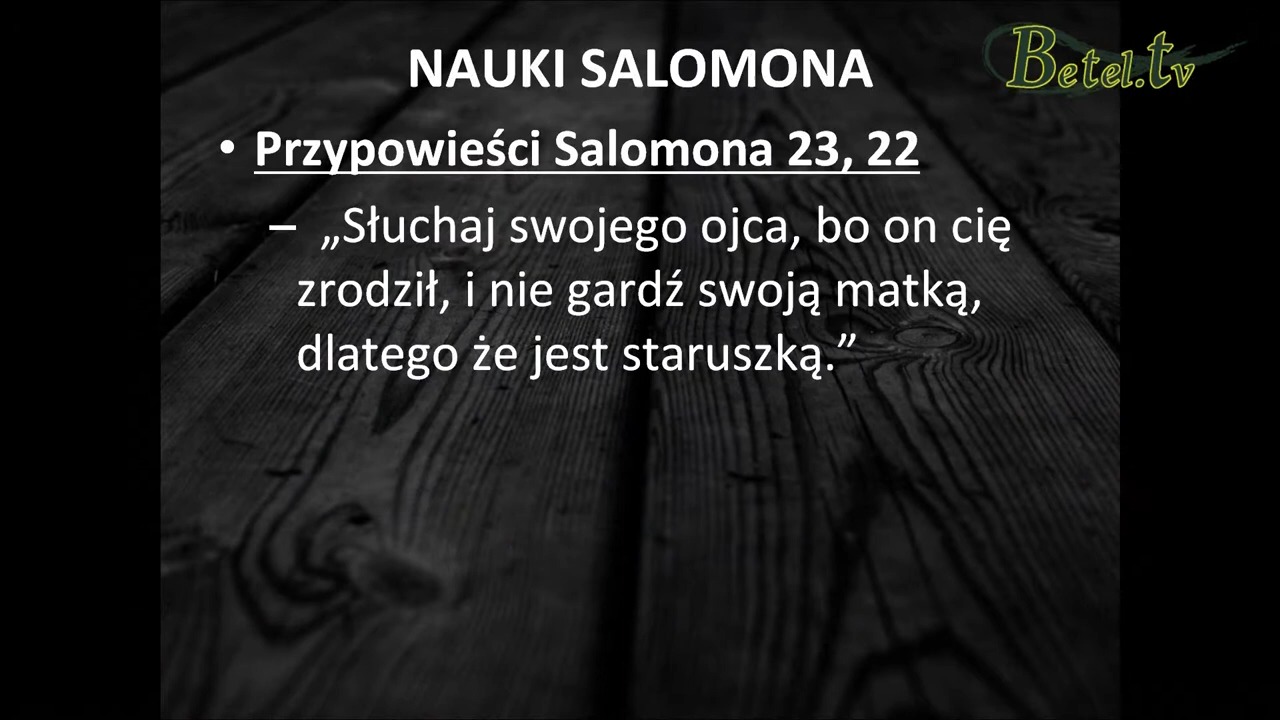 NAUKI SALOMONA
Betel.tv
• Przypowieści Salomona 23, 22
– „Słuchaj swojego ojca, bo on cię
zrodził, i nie gardź swoją matką,
dlatego że jest staruszką.”